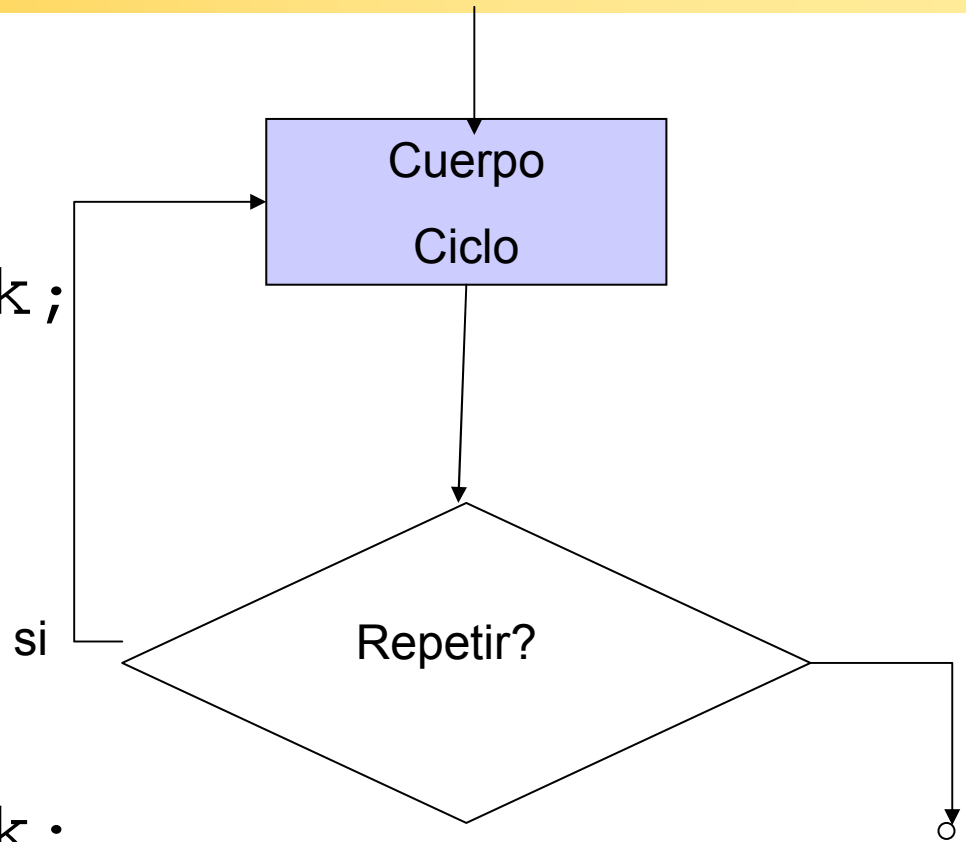 Cuerpo
Ciclo
k;
si
Repetir?
k;